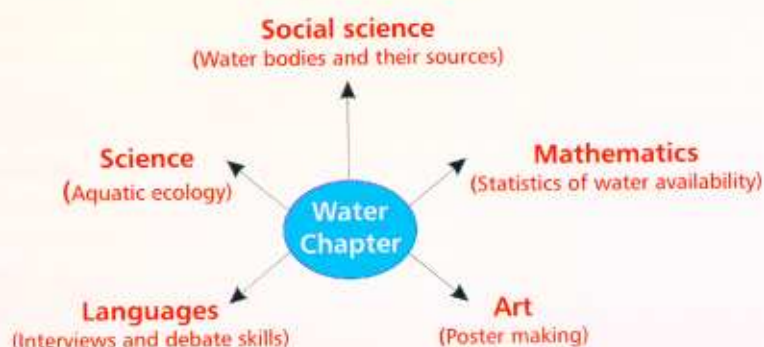 Social science
(Water bodies and their sources)
Science
(Aquatic ecology)
Mathematics
(Statistics of water availability)
Water
Chapter
Languages
(Interviews and debate skills)
Art
(Poster making)